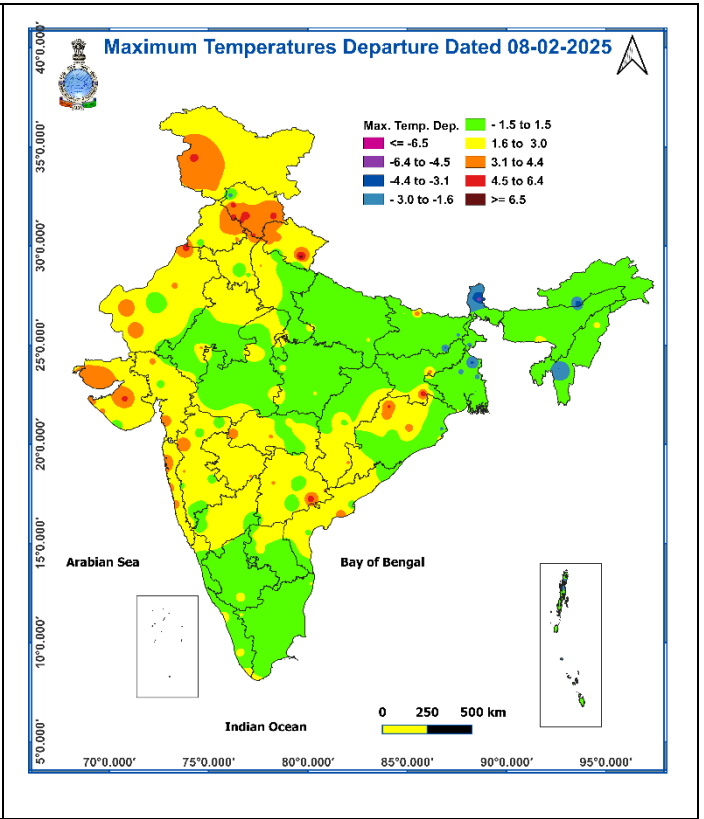 Maximum Temperatures Departure Dated 08-02-2025
Max. Temp. Dep.
<= -6.5
-6.4 to -4.5
-4.4 to -3.1
- 3.0 to -1.6
- 1.5 to 1.5
1.6 to 3.0
3.1 to 4.4
4.5 to 6.4
>= 6.5
40°0.000'
35°0.000'
30°0.000'
25°0.000'
20°0.000'
15°0.000'
10°0.000'
5°0.000'
Arabian Sea
Bay of Bengal
Indian Ocean
0 250 500 km
70°0.000' 75°0.000' 80°0.000' 85°0.000' 90°0.000' 95°0.000'